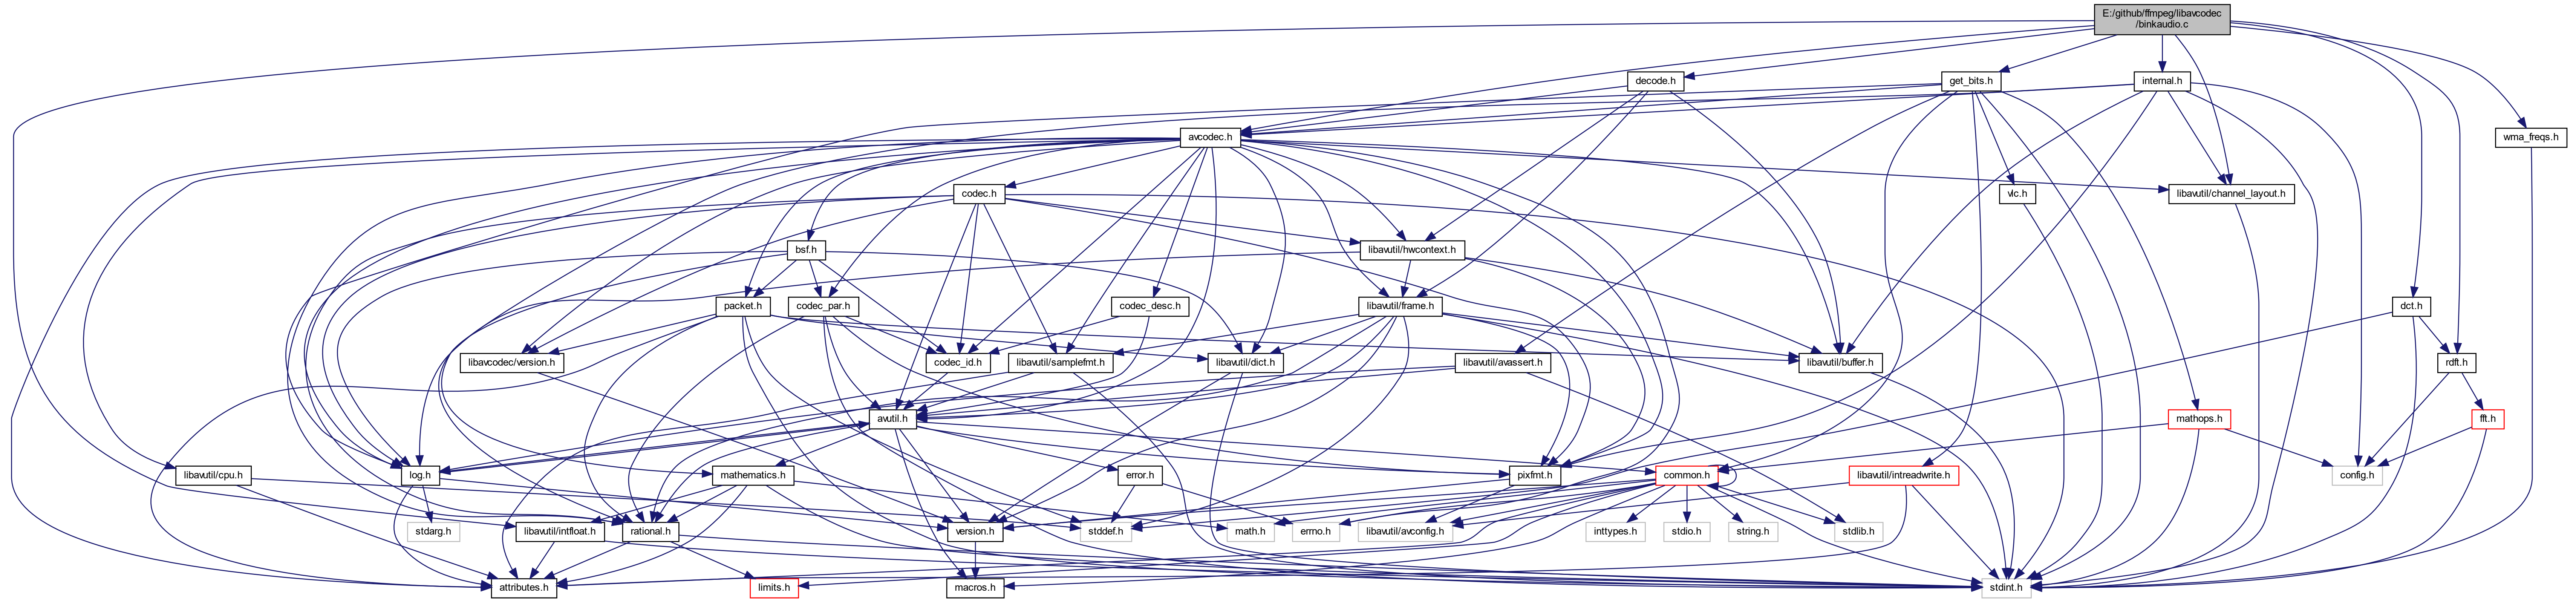 E:/github/ffmpeg/libavcodec
/binkaudio.c
decode.h
get_bits.h
internal.h
avcodec.h
wma_freqs.h
codec.h
vlc.h
libavutil/channel_layout.h
bsf.h
libavutil/hwcontext.h
packet.h
codec_par.h
codec_desc.h
libavutil/frame.h
dct.h
libavcodec/version.h
codec_id.h
libavutil/samplefmt.h
libavutil/dict.h
libavutil/avassert.h
libavutil/buffer.h
rdft.h
avutil.h
mathops.h
fft.h
libavutil/cpu.h
log.h
mathematics.h
error.h
pixfmt.h
common.h
libavutil/intreadwrite.h
config.h
stdarg.h
libavutil/intfloat.h
rational.h
version.h
stddef.h
math.h
errno.h
libavutil/avconfig.h
inttypes.h
stdio.h
string.h
stdlib.h
attributes.h
limits.h
macros.h
stdint.h